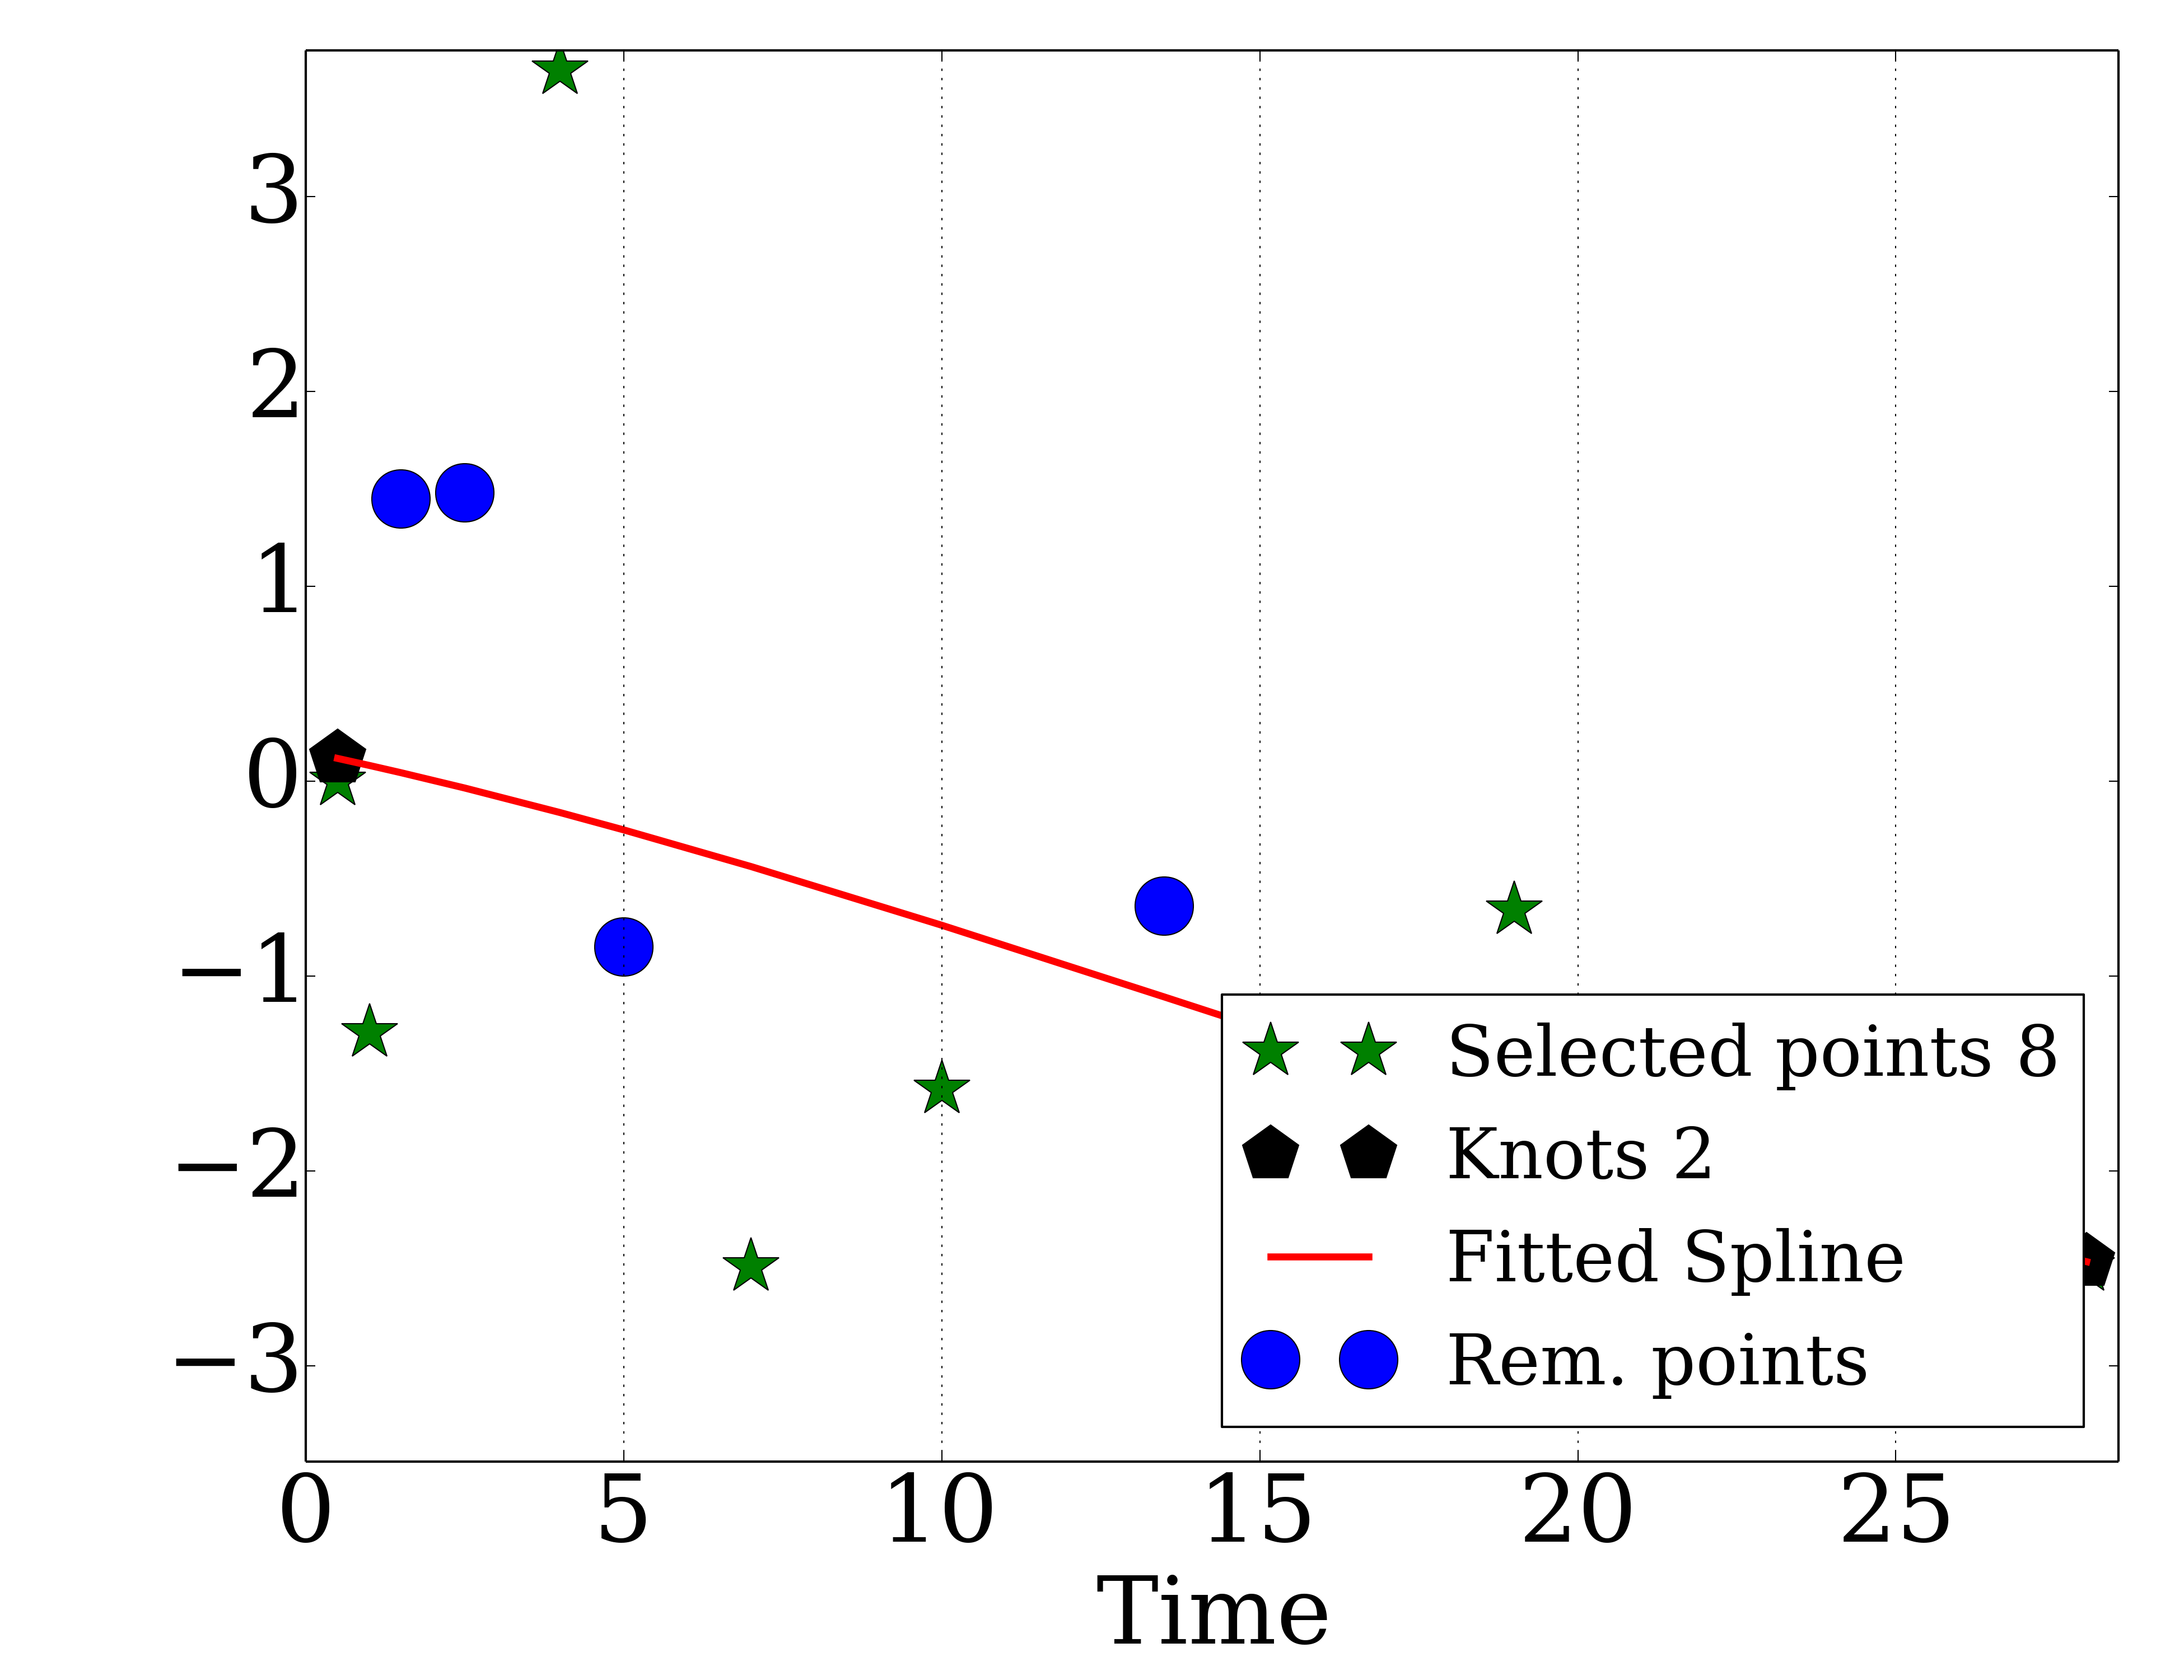 3
2
1
0
−1
−2
−3
Selected points 8
Knots 2
Fitted Spline
Rem. points
0 5 10 15 20 25
Time